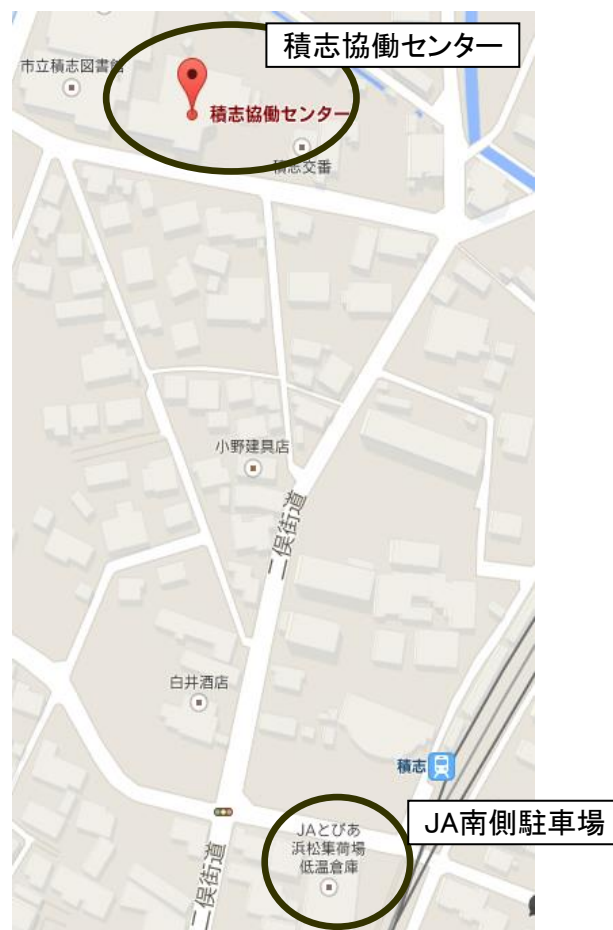 積志協働センター
市立積志図書館
積志協働センター
積志交番
小野建具店
二俣街道
白井酒店
積志
JA南側駐車場
JAとぴあ
浜松集荷場
低温倉庫
二俣街道